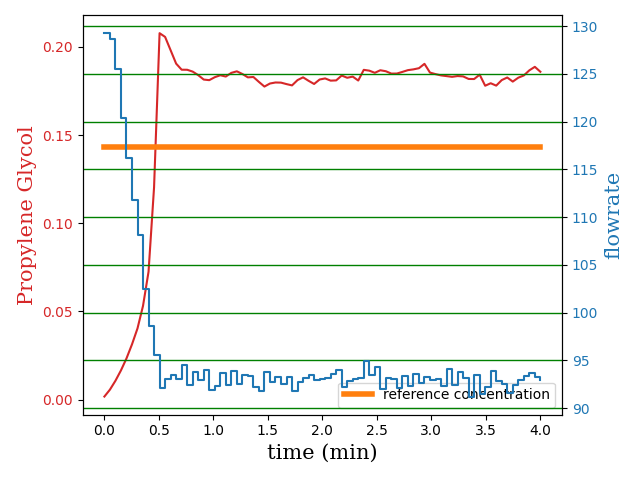 Propylene Glycol
0.20
0.15
0.10
0.05
0.00
130
125
120
115
110
105
100
95
90
flowrate
reference concentration
0.0 0.5 1.0 1.5 2.0 2.5 3.0 3.5 4.0
time (min)